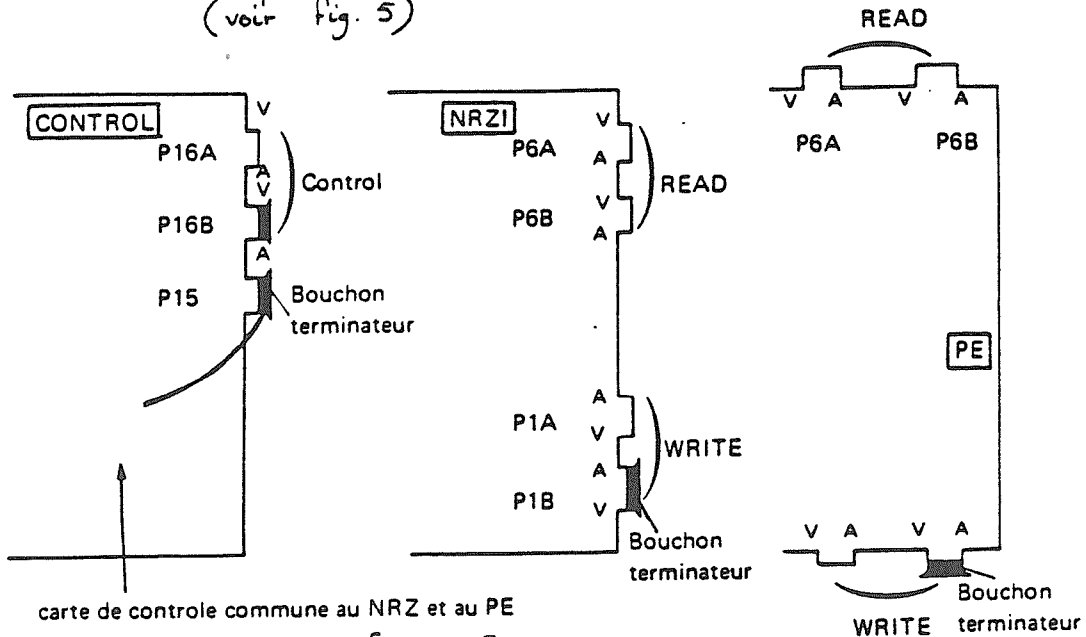 (voir fig. 5)
CONTROL
V
P16A
A
V
Control
P16B
A
P15
Bouchon
terminateur
carte de controle commune au NRZ et au PE
NRZI
V
P6A
A
READ
V
P6B
A
A
P1A
V
WRITE
A
P1B
V
Bouchon
terminateur
READ
V A V A
P6A P6B
PE
V A V A
Bouchon
WRITE terminateur